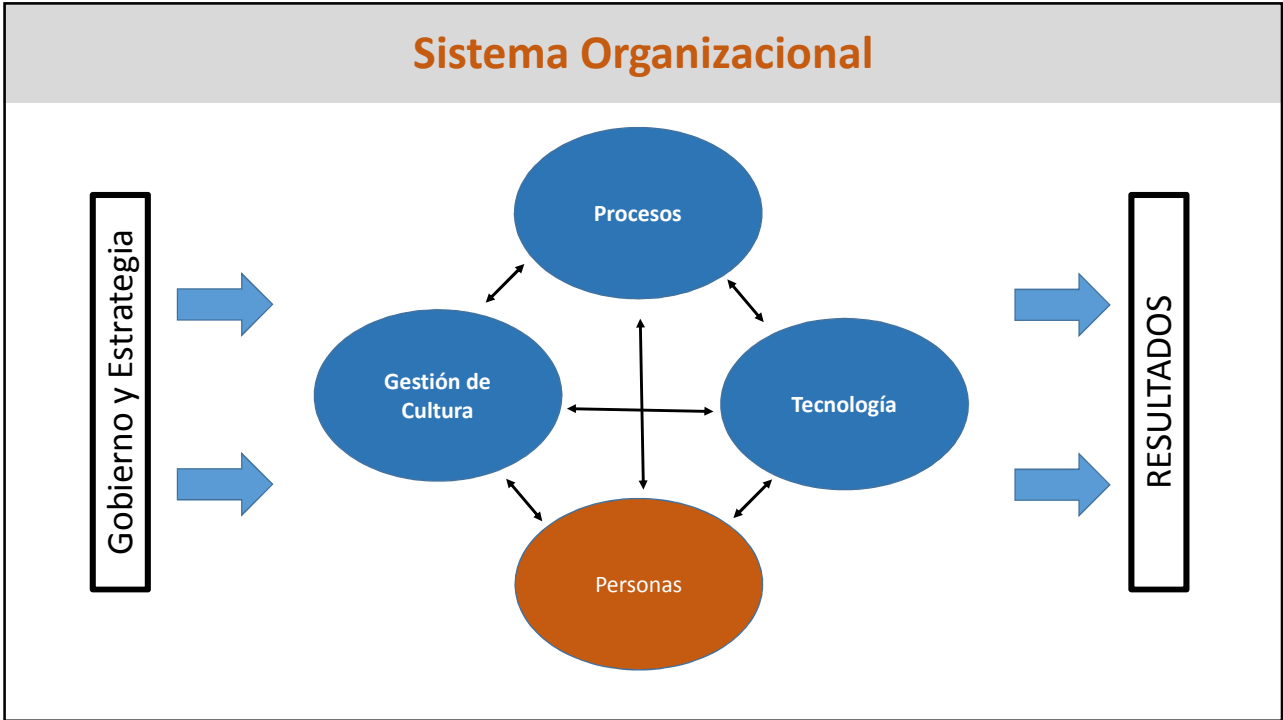 Sistema Organizacional
Gobierno y Estrategia
Procesos
Gestión de
Cultura
Tecnología
Personas
RESULTADOS